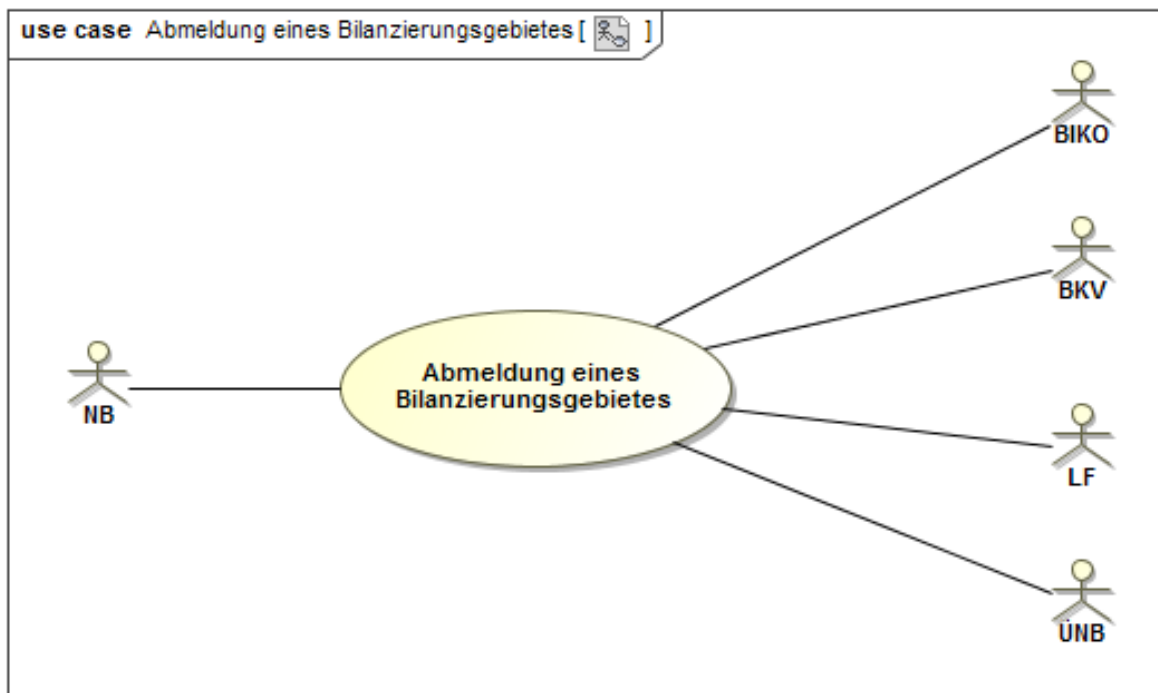 use case Abmeldung eines Bilanzierungsgebietes [ ]
BIKO
BKV
Abmeldung eines
Bilanzierungsgebietes
NB
LF
ÜNB